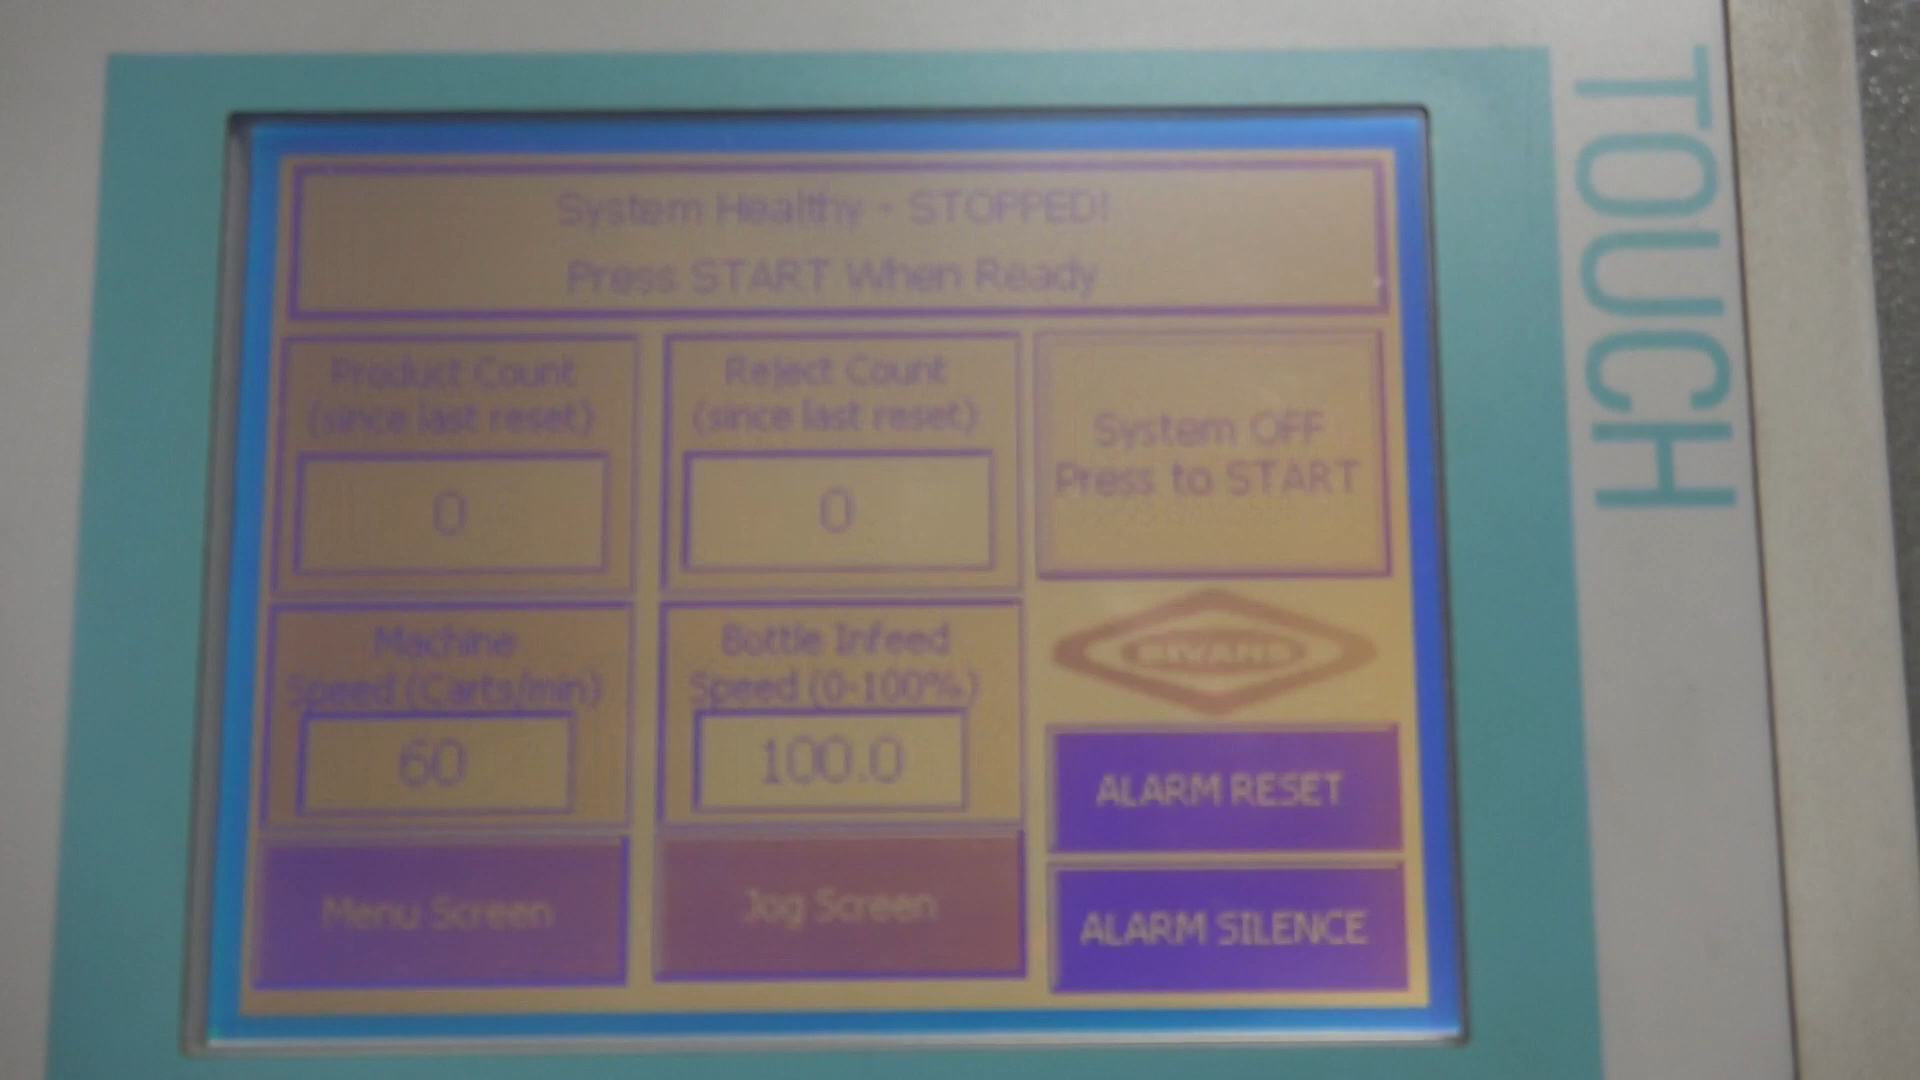 System Healthy - STOPPED!
Press START When Ready
Product Count
(since last reset)
0
Reject Count
(since last reset)
0
System OFF
Press to START
Machine
Speed (Carts/min)
60
Bottle Infeed
Speed (0-100%)
100.0
BIVANS
ALARM RESET
ALARM SILENCE
Menu Screen
Jog Screen
TOUCH